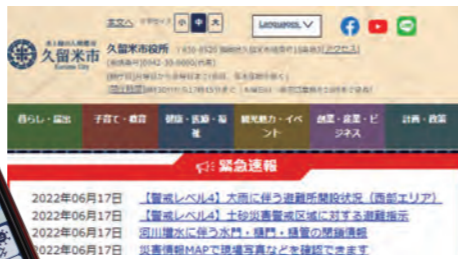 本文へ 文字サイズ 小 中 大 LANGUAGE
久留米市
Kurume City
久留米市役所 〒830-8520 福岡県久留米市城南町15番地3[アクセス]
暮らし・届出 子育て・教育 健康・医療・福祉 観光魅力・イベント 創業・産業・ビジネス 計画・政策
緊急速報
2022年06月17日 【警戒レベル4】大雨に伴う避難所開設状況（西部エリア）
2022年06月17日 【警戒レベル4】土砂災害警戒区域に対する避難指示
2022年06月17日 河川増水に伴う水門・樋門・樋管の閉鎖情報
2022年06月17日 災害情報MAPで現場写真などを確認できます